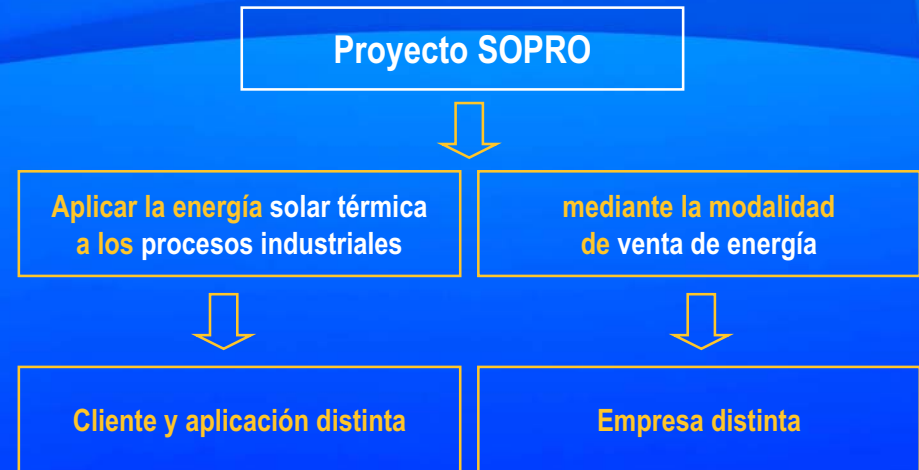 Proyecto SOPRO
Aplicar la energía solar térmica
a los procesos industriales
mediante la modalidad
de venta de energía
Cliente y aplicación distinta
Empresa distinta